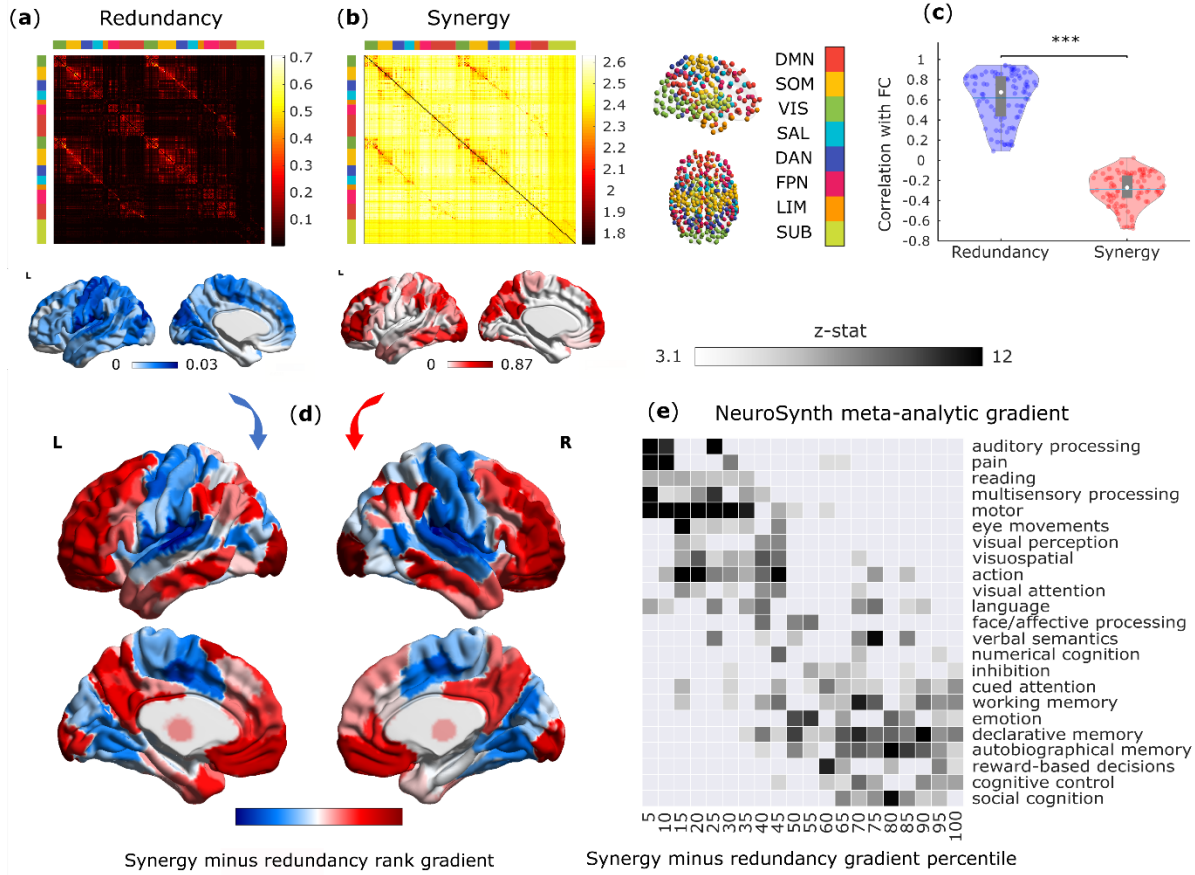 (a) Redundancy
0.7
0.6
0.5
0.4
0.3
0.2
0.1
(b) Synergy
2.6
2.5
2.4
2.3
2.2
2.1
2
1.9
1.8
DMN
SOM
VIS
SAL
DAN
FPN
LIM
SUB
(c)
***
Correlation with FC
1
0.8
0.6
0.4
0.2
0
-0.2
-0.4
-0.6
-0.8
Redundancy Synergy
L
0 0.03
L
0 0.87
z-stat
3.1 12
(d)
L R
Synergy minus redundancy rank gradient
(e) NeuroSynth meta-analytic gradient
auditory processing
pain
reading
multisensory processing
motor
eye movements
visual perception
visuospatial
action
visual attention
language
face/affective processing
verbal semantics
numerical cognition
inhibition
cued attention
working memory
emotion
declarative memory
autobiographical memory
reward-based decisions
cognitive control
social cognition
5 10 15 20 25 30 35 40 45 50 55 60 65 70 75 80 85 90 95 100
Synergy minus redundancy gradient percentile